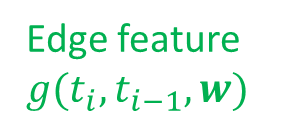 Edge feature
g(tᵢ, tᵢ₋₁, w)